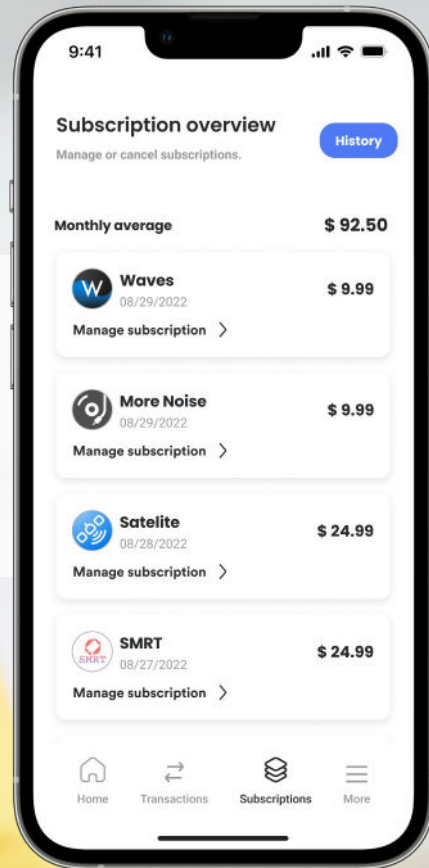 9:41
Subscription overview
History
Manage or cancel subscriptions.
Monthly average $ 92.50
W
Waves
$ 9.99
08/29/2022
Manage subscription
More Noise
$ 9.99
08/29/2022
Manage subscription
Satelite
$ 24.99
08/28/2022
Manage subscription
SMRT
SMRT
$ 24.99
08/27/2022
Manage subscription
Home Transactions Subscriptions More